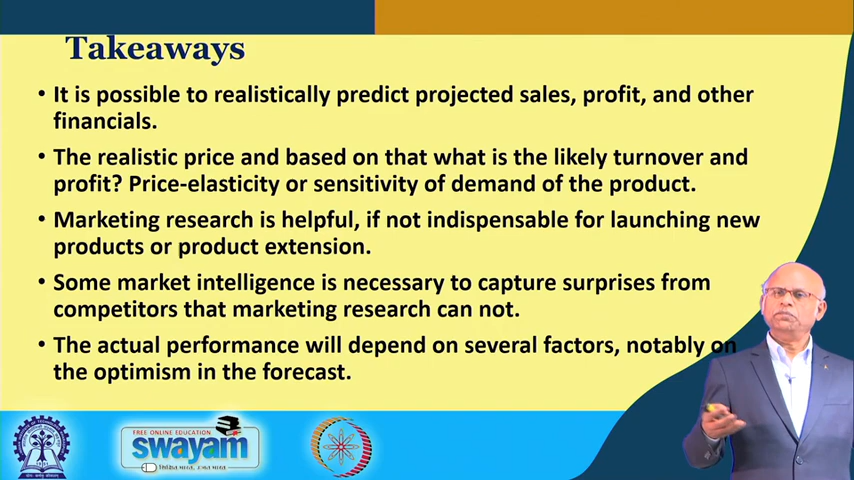 Takeaways
• It is possible to realistically predict projected sales, profit, and other
financials.
• The realistic price and based on that what is the likely turnover and
profit? Price-elasticity or sensitivity of demand of the product.
• Marketing research is helpful, if not indispensable for launching new
products or product extension.
• Some market intelligence is necessary to capture surprises from
competitors that marketing research can not.
• The actual performance will depend on several factors, notably on
the optimism in the forecast.
FREE ONLINE EDUCATION
swayam